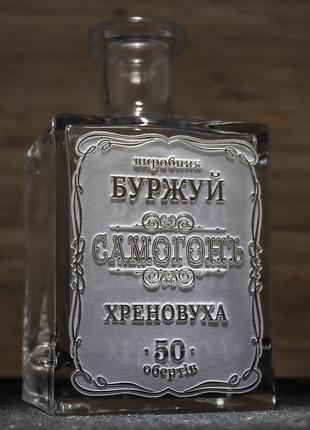 виробник
БУРЖУЙ
САМОГОНЪ
ХРЕНОВУХА
·50·
обертів